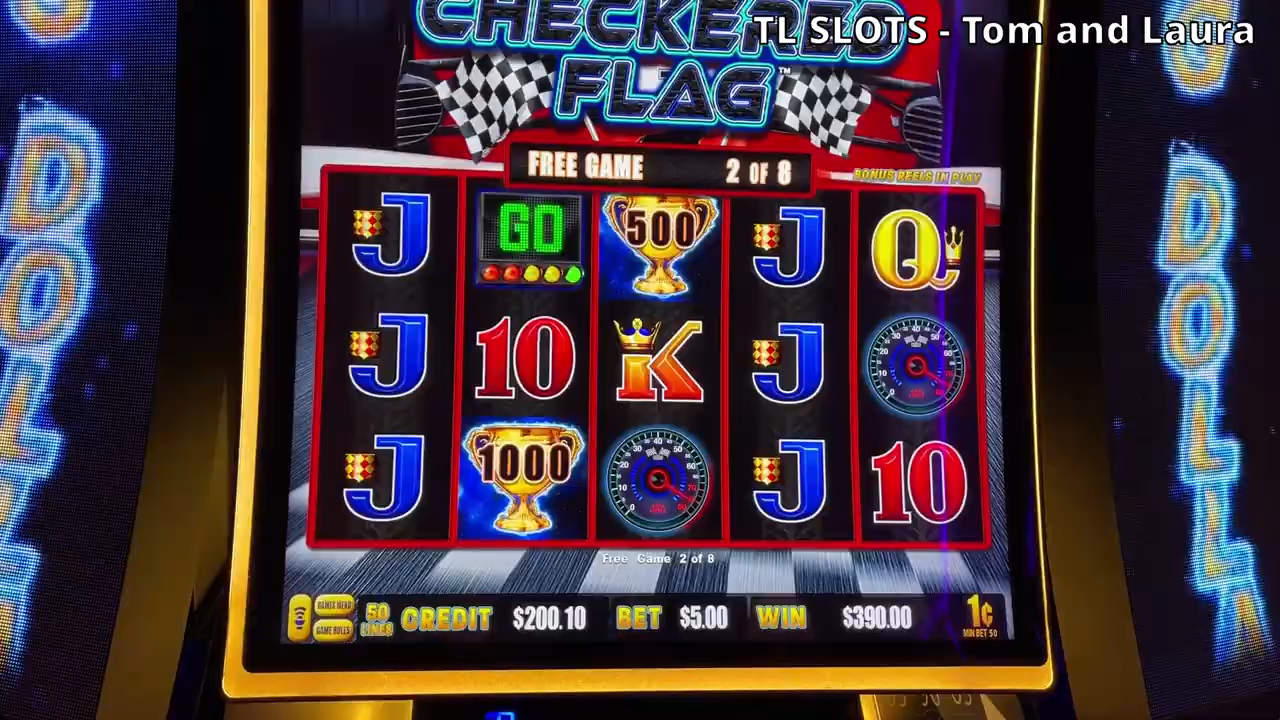 TL SLOTS - Tom and Laura
CHECKERED
FLAG™
FREE GAME 2 OF 8
BONUS REELS IN PLAY
J GO 500 J Q
J 10 K J
J 1000 J 10
Free Game 2 of 8
GAMES MENU
GAME RULES
50 LINES
CREDIT $200.10 BET $5.00 WIN $390.00
1¢
MIN BET 50